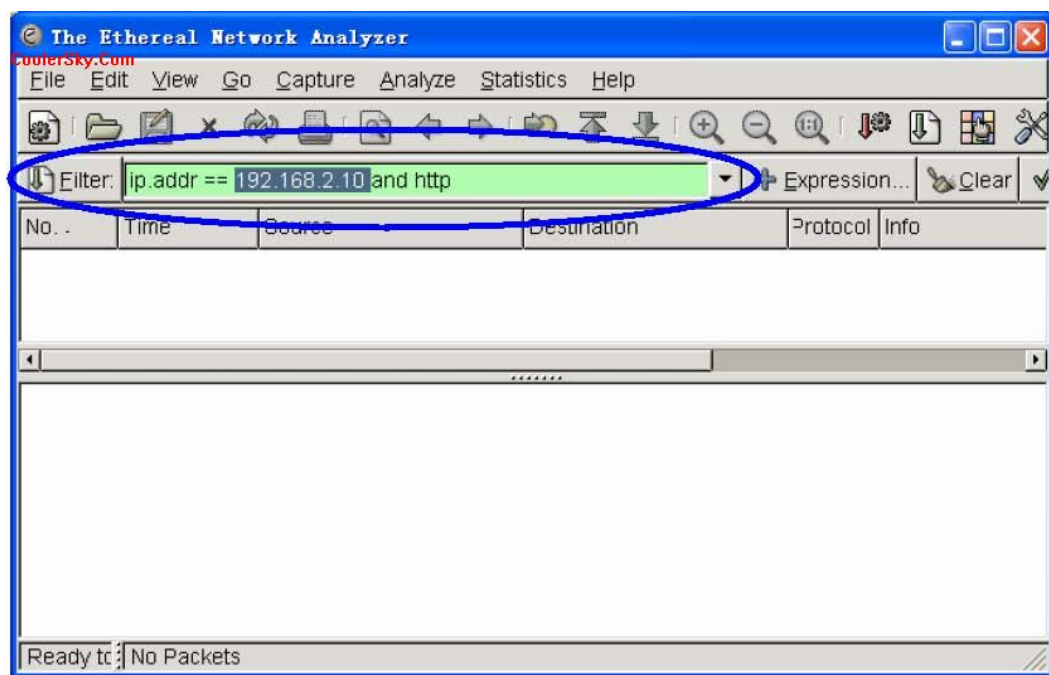 The Ethereal Network Analyzer
CoolerSky.Com
File Edit View Go Capture Analyze Statistics Help
Filter: ip.addr == 192.168.2.10 and http Expression... Clear
No. . Time Source Destination Protocol Info
Ready to No Packets